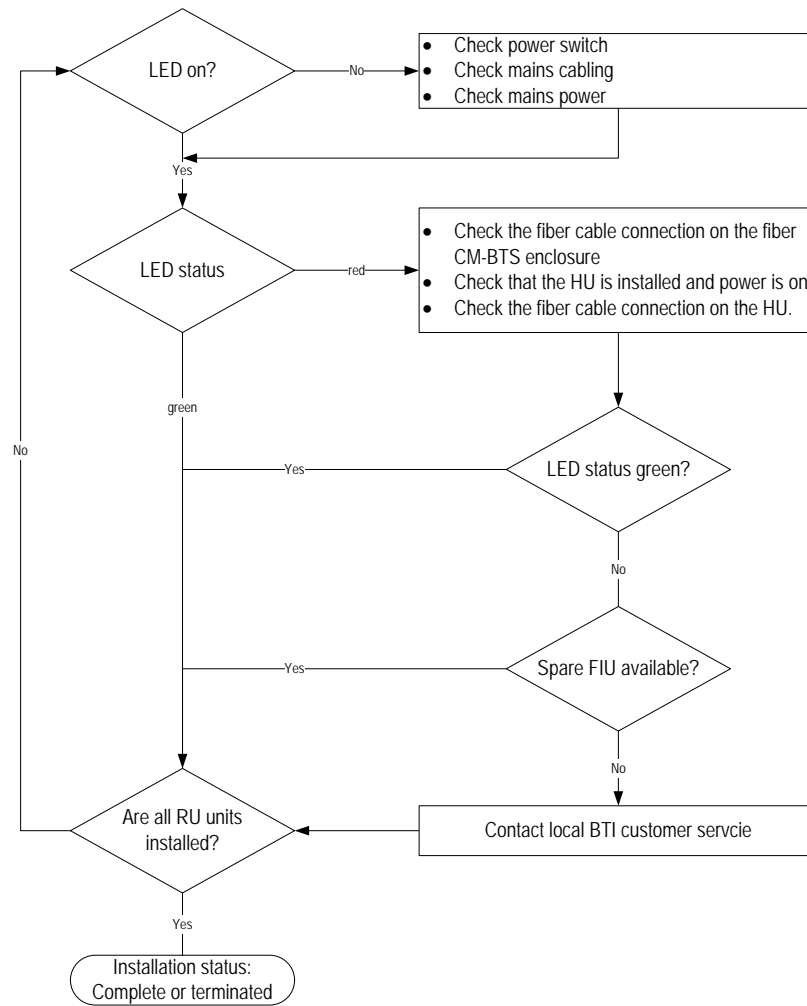 LED on?
No
• Check power switch
• Check mains cabling
• Check mains power
Yes
LED status
red
• Check the fiber cable connection on the fiber
CM-BTS enclosure
• Check that the HU is installed and power is on
• Check the fiber cable connection on the HU.
green
No
LED status green?
Yes
No
Spare FIU available?
Yes
No
Are all RU units
installed?
Contact local BTI customer servcie
Yes
Installation status:
Complete or terminated